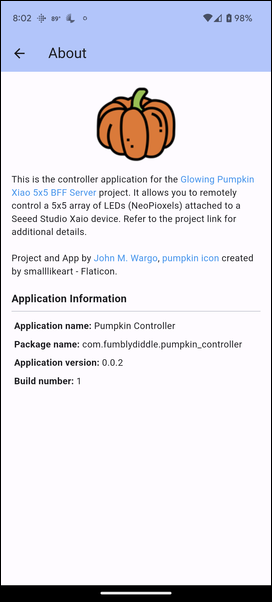 8:02 89° 98%
About
This is the controller application for the Glowing Pumpkin
Xiao 5x5 BFF Server project. It allows you to remotely
control a 5x5 array of LEDs (NeoPioxels) attached to a
Seeed Studio Xaio device. Refer to the project link for
additional details.
Project and App by John M. Wargo, pumpkin icon created
by smalllikeart - Flaticon.
Application Information
Application name: Pumpkin Controller
Package name: com.fumblydiddle.pumpkin_controller
Application version: 0.0.2
Build number: 1